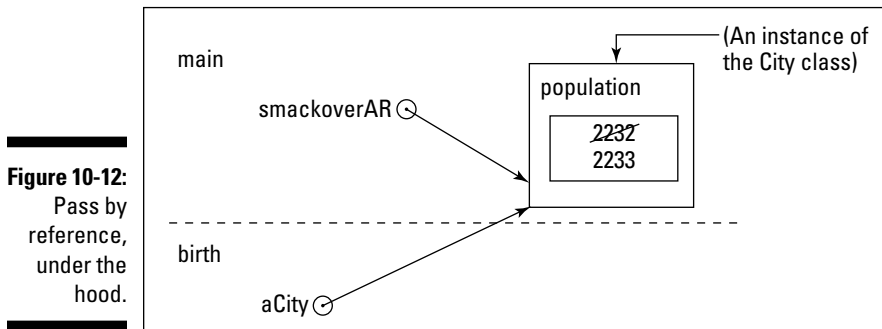 Figure 10-12:
Pass by
reference,
under the
hood.
main
(An instance of
the City class)
population
smackoverAR
2232
2233
birth
aCity